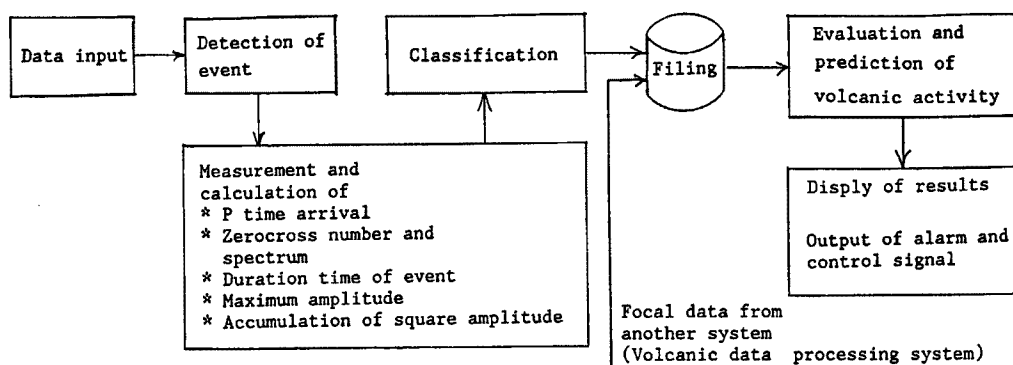 Data input
Detection of
event
Measurement and
calculation of
* P time arrival
* Zerocross number and
spectrum
* Duration time of event
* Maximum amplitude
* Accumulation of square amplitude
Classification
Filing
Focal data from
another system
(Volcanic data processing system)
Evaluation and
prediction of
volcanic activity
Disply of results
Output of alarm and
control signal